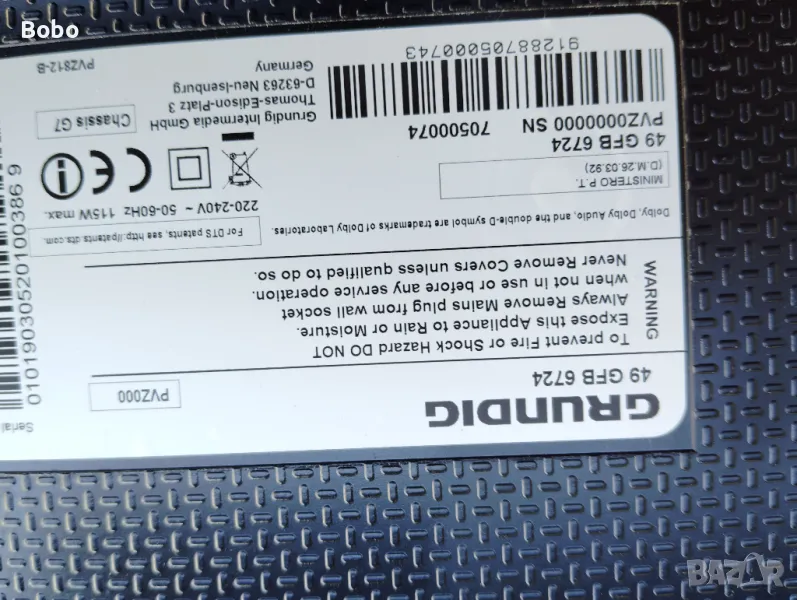 Bobo
GRUNDIG
49 GFB 6724
PVZ000
WARNING
To prevent Fire or Shock Hazard DO NOT
Expose this Appliance to Rain or Moisture.
Always Remove Mains plug from wall socket
when not in use or before any service operation.
Never Remove Covers unless qualified to do so.
Dolby, Dolby Audio, and the double-D symbol are trademarks of Dolby Laboratories.
For DTS patents, see http://patents.dts.com.
MINISTERO P.T.
(D.M.26.03.92)
220-240V ~ 50-60Hz 115W max.
49 GFB 6724
PVZ0000000 SN 70500074
91288705000743
Chassis G7
Grundig Intermedia GmbH
Thomas-Edison-Platz 3
D-63263 Neu-Isenburg
Germany
PVZ812-B
Serial
01019030520100386 9
BAZAR